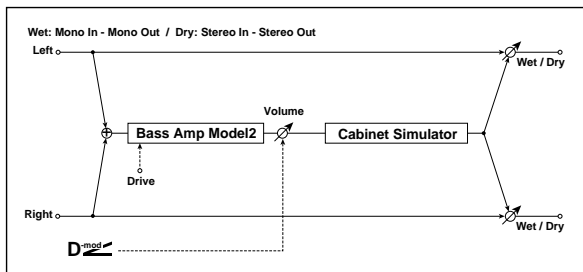 Wet: Mono In - Mono Out / Dry: Stereo In - Stereo Out
Left
Wet / Dry
Volume
Bass Amp Model2
Cabinet Simulator
Drive
Right
Wet / Dry
D-mod